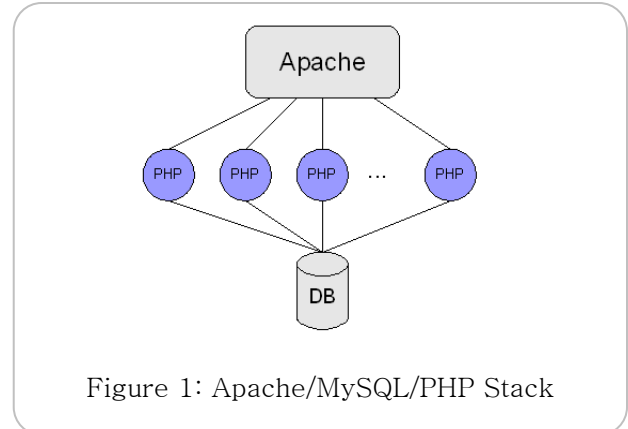 Apache
PHP PHP PHP ... PHP
DB
Figure 1: Apache/MySQL/PHP Stack